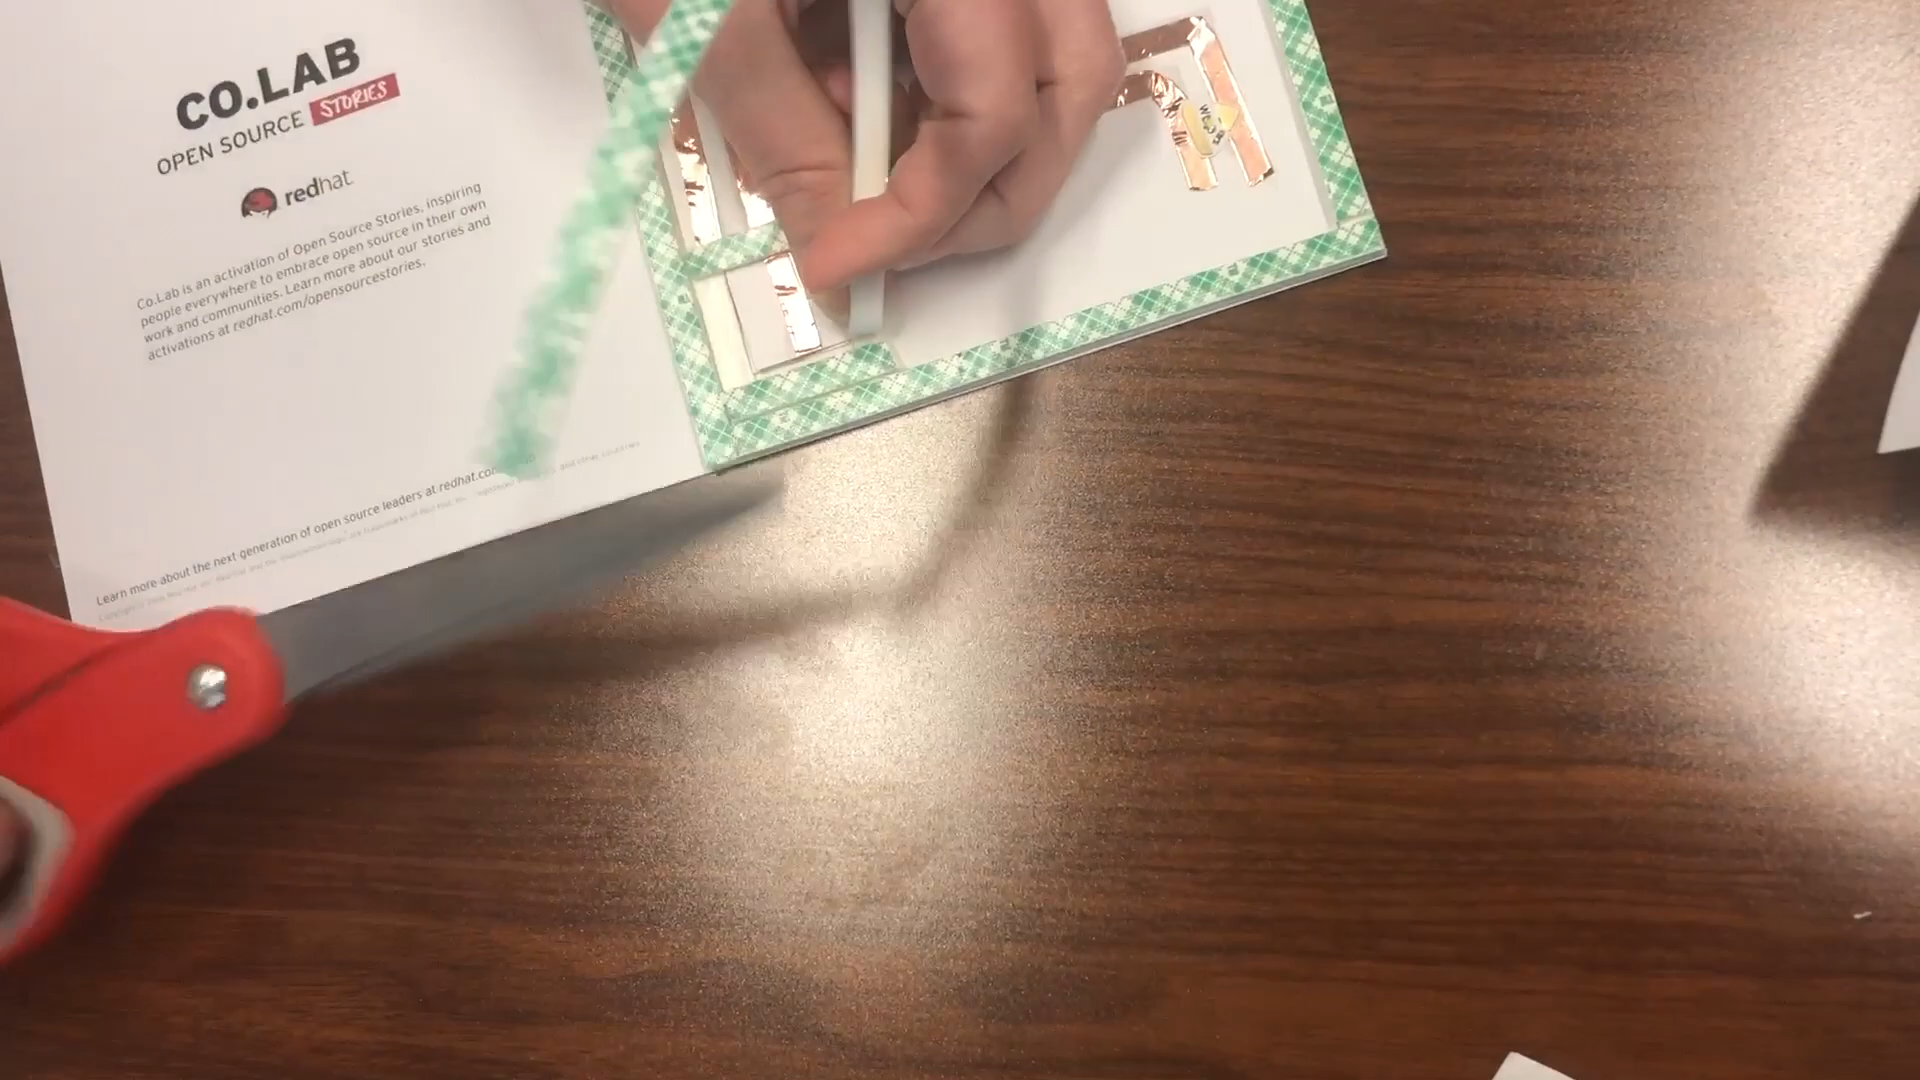 CO.LAB
OPEN SOURCE STORIES
redhat
Co.Lab is an activation of Open Source Stories, inspiring
people everywhere to embrace open source in their own
work and communities. Learn more about our stories and
activations at redhat.com/opensourcestories.
Learn more about the next generation of open source leaders at redhat.com